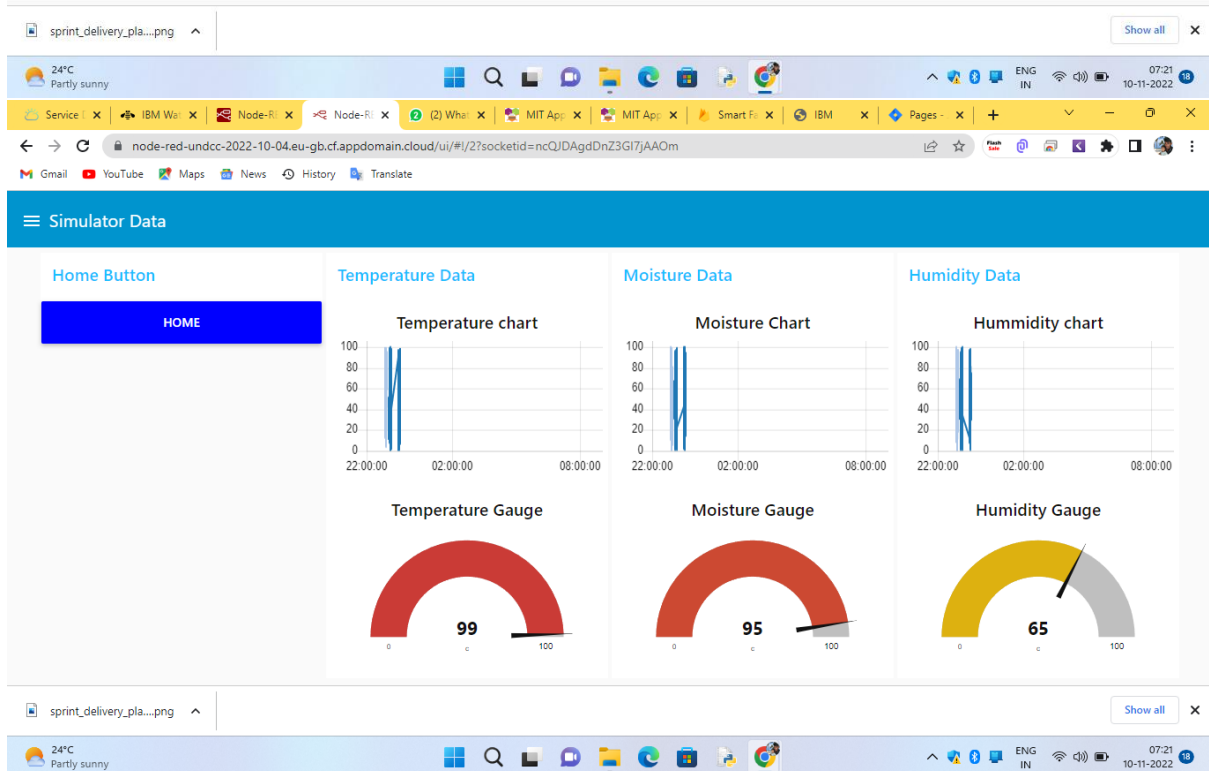 sprint_delivery_pla....png
Show all
24°C
Partly sunny
ENG
IN
07:21
10-11-2022
18
Service
IBM Wa
Node-R
Node-RE
(2) What
MIT App
MIT App
Smart Fa
IBM
Pages -
node-red-undcc-2022-10-04.eu-gb.cf.appdomain.cloud/ui/#!/2?socketid=ncQJDAgdDnZ3GI7jAAOm
Gmail
YouTube
Maps
News
History
Translate
Simulator Data
Home Button
HOME
Temperature Data
Temperature chart
100
80
60
40
20
0
22:00:00 02:00:00 08:00:00
Temperature Gauge
99
0 c 100
Moisture Data
Moisture Chart
100
80
60
40
20
0
22:00:00 02:00:00 08:00:00
Moisture Gauge
95
0 c 100
Humidity Data
Hummidity chart
100
80
60
40
20
0
22:00:00 02:00:00 08:00:00
Humidity Gauge
65
0 c 100
sprint_delivery_pla....png
Show all
24°C
Partly sunny
ENG
IN
07:21
10-11-2022
18